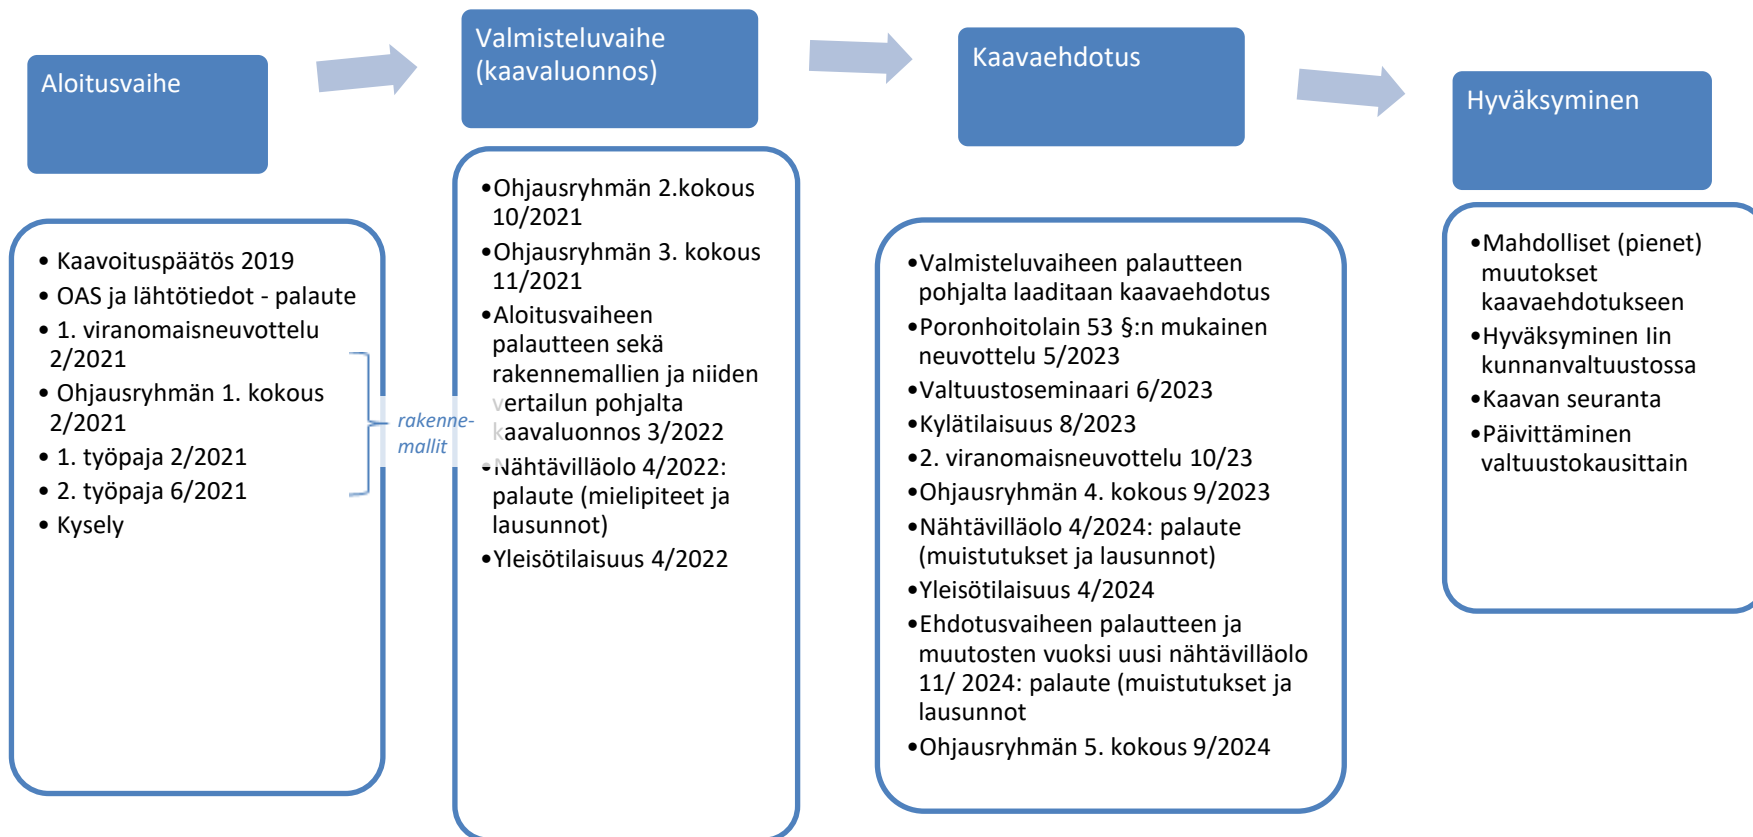 Aloitusvaihe
• Kaavoituspäätös 2019
• OAS ja lähtötiedot - palaute
• 1. viranomaisneuvottelu
2/2021
• Ohjausryhmän 1. kokous
2/2021
• 1. työpaja 2/2021
• 2. työpaja 6/2021
• Kysely
rakenne-
mallit
Valmisteluvaihe
(kaavaluonnos)
•Ohjausryhmän 2.kokous
10/2021
•Ohjausryhmän 3. kokous
11/2021
•Aloitusvaiheen
palautteen sekä
rakennemallien ja niiden
vertailun pohjalta
kaavaluonnos 3/2022
•Nähtävilläolo 4/2022:
palaute (mielipiteet ja
lausunnot)
•Yleisötilaisuus 4/2022
Kaavaehdotus
•Valmisteluvaiheen palautteen
pohjalta laaditaan kaavaehdotus
•Poronhoitolain 53 §:n mukainen
neuvottelu 5/2023
•Valtuustoseminaari 6/2023
•Kylätilaisuus 8/2023
•2. viranomaisneuvottelu 10/23
•Ohjausryhmän 4. kokous 9/2023
•Nähtävilläolo 4/2024: palaute
(muistutukset ja lausunnot)
•Yleisötilaisuus 4/2024
•Ehdotusvaiheen palautteen ja
muutosten vuoksi uusi nähtävilläolo
11/ 2024: palaute (muistutukset ja
lausunnot
•Ohjausryhmän 5. kokous 9/2024
Hyväksyminen
•Mahdolliset (pienet)
muutokset
kaavaehdotukseen
•Hyväksyminen Iin
kunnanvaltuustossa
•Kaavan seuranta
•Päivittäminen
valtuustokausittain